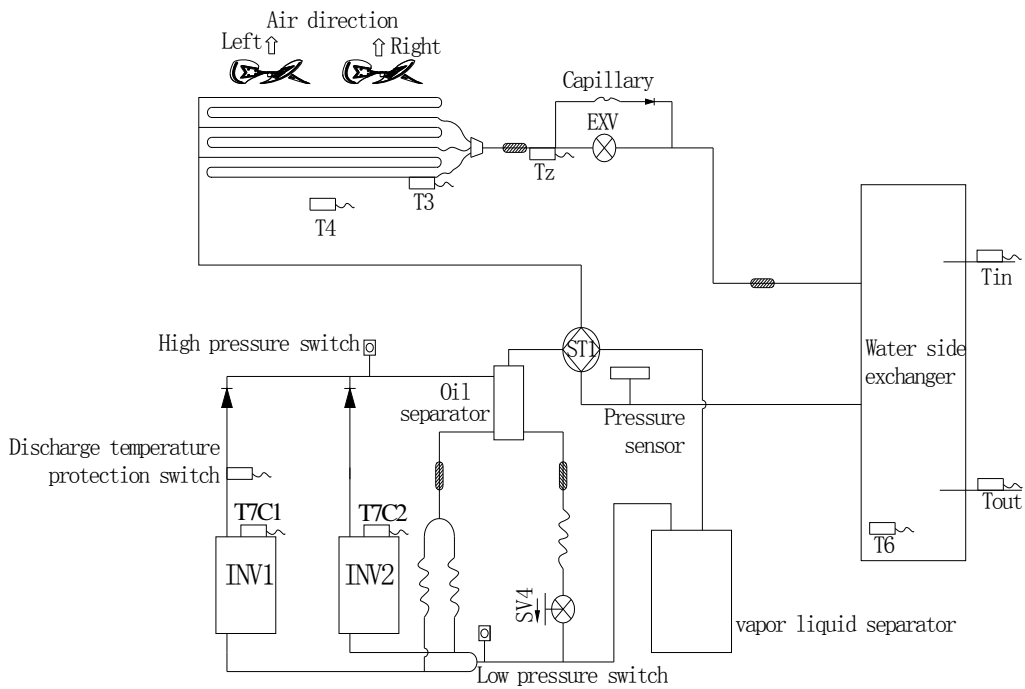 Air direction
Left
Right
Capillary
EXV
Tz
T3
T4
Tin
High pressure switch
ST1
Water side
exchanger
Oil
separator
Pressure
sensor
Discharge temperature
protection switch
T7C1
T7C2
Tout
T6
INV1
INV2
SV4
vapor liquid separator
Low pressure switch